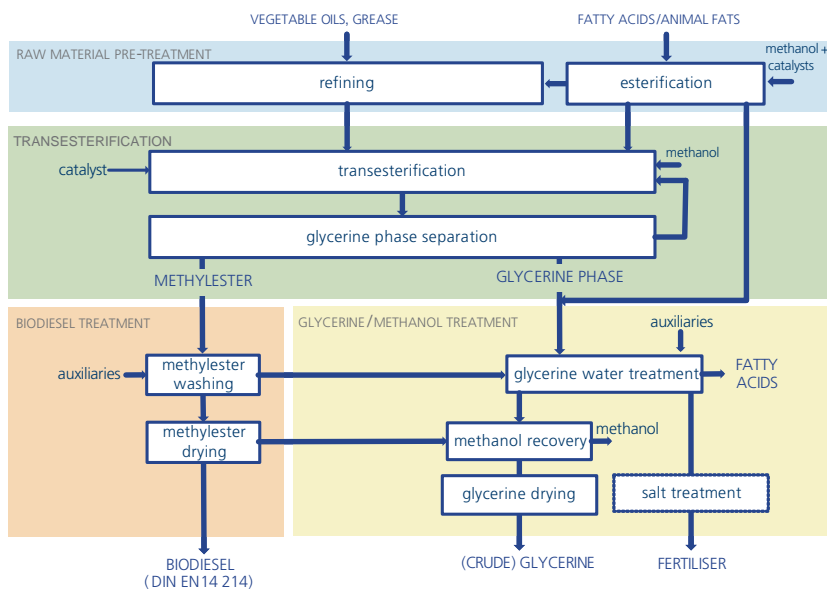 VEGETABLE OILS, GREASE
FATTY ACIDS/ANIMAL FATS
RAW MATERIAL PRE-TREATMENT
methanol +
catalysts
refining
esterification
TRANSESTERIFICATION
methanol
catalyst
transesterification
glycerine phase separation
METHYLESTER
GLYCERINE PHASE
BIODIESEL TREATMENT
GLYCERINE/METHANOL TREATMENT
auxiliaries
auxiliaries
methylester
washing
glycerine water treatment
FATTY
ACIDS
methylester
drying
methanol recovery
methanol
glycerine drying
salt treatment
BIODIESEL
(DIN EN14 214)
(CRUDE) GLYCERINE
FERTILISER